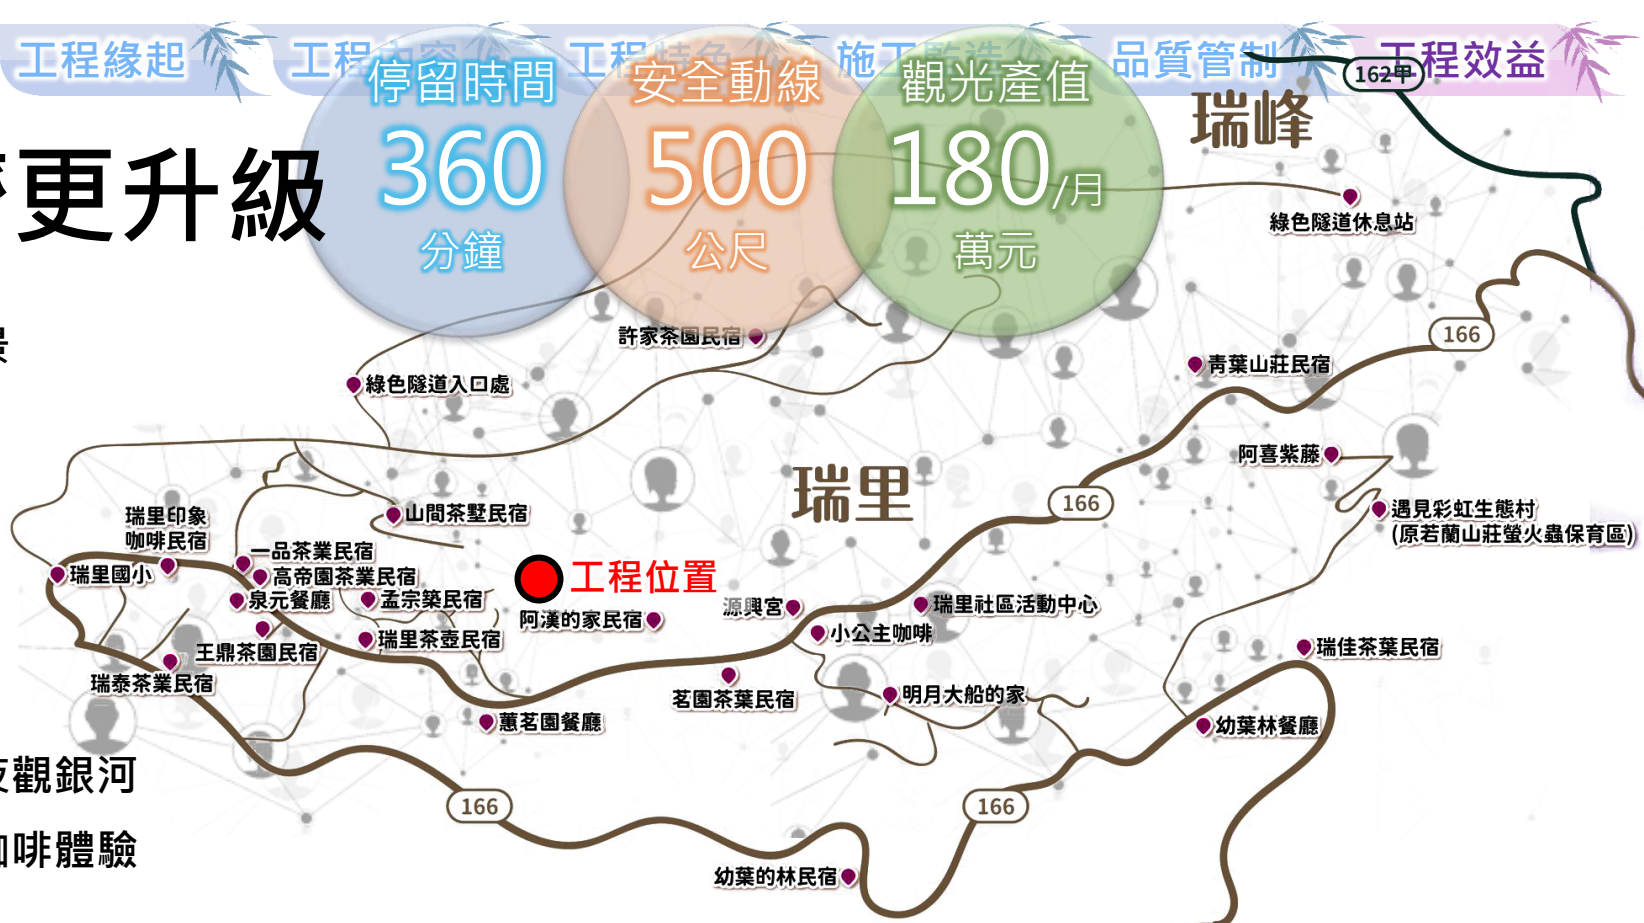 工程緣起
工程內容
工程特色
施工監造
品質管制
工程效益
停留時間
360
分鐘
安全動線
500
公尺
觀光產值
180/月
萬元
更升級
162甲
瑞峰
綠色隧道休息站
166
許家茶園民宿
青葉山莊民宿
綠色隧道入口處
阿喜紫藤
瑞里
166
遇見彩虹生態村
(原若蘭山莊螢火蟲保育區)
山間茶墅民宿
瑞里印象
咖啡民宿
一品茶業民宿
瑞里國小
高帝園茶業民宿
工程位置
泉元餐廳
孟宗築民宿
阿漢的家民宿
源興宮
瑞里社區活動中心
小公主咖啡
王鼎茶園民宿
瑞里茶壺民宿
瑞佳茶葉民宿
瑞泰茶業民宿
茗園茶葉民宿
明月大船的家
蕙茗園餐廳
幼葉林餐廳
觀銀河
166
166
啡體驗
幼葉的林民宿